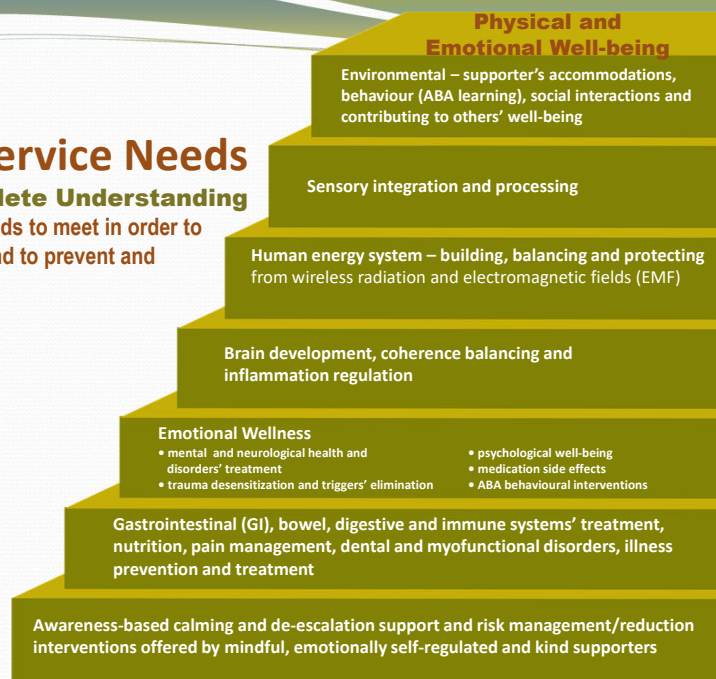 Physical and
Emotional Well-being
Environmental – supporter's accommodations,
behaviour (ABA learning), social interactions and
contributing to others' well-being
ervice Needs
lete Understanding
ds to meet in order to
nd to prevent and
Sensory integration and processing
Human energy system – building, balancing and protecting
from wireless radiation and electromagnetic fields (EMF)
Brain development, coherence balancing and
inflammation regulation
Emotional Wellness
• mental and neurological health and
disorders' treatment
• trauma desensitization and triggers' elimination
• psychological well-being
• medication side effects
• ABA behavioural interventions
Gastrointestinal (GI), bowel, digestive and immune systems' treatment,
nutrition, pain management, dental and myofunctional disorders, illness
prevention and treatment
Awareness-based calming and de-escalation support and risk management/reduction
interventions offered by mindful, emotionally self-regulated and kind supporters